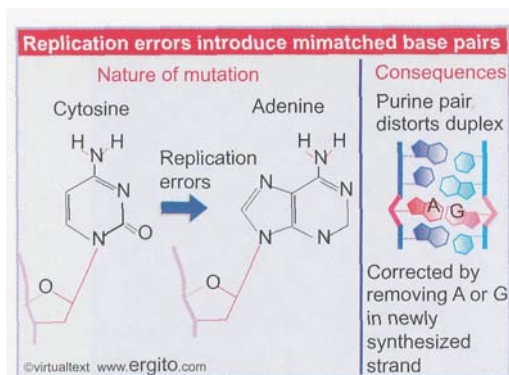 Replication errors introduce mimatched base pairs
Nature of mutation
Cytosine
Adenine
H H
N
N
N
O
O
Replication
errors
H H
N
N
N
N
N
O
Consequences
Purine pair
distorts duplex
A G
Corrected by
removing A or G
in newly
synthesized
strand
©virtualtext www.ergito.com